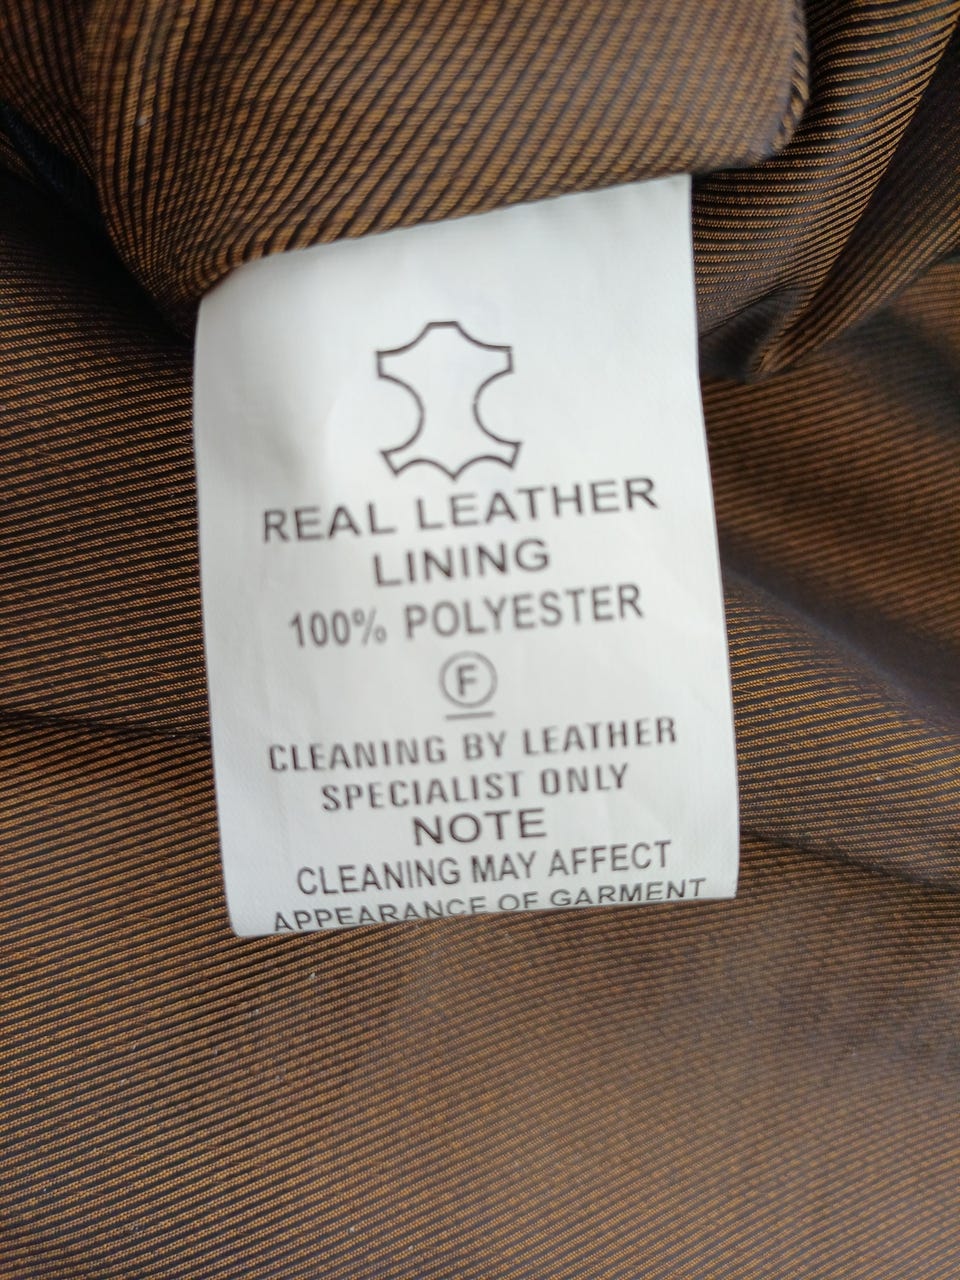 REAL LEATHER
LINING
100% POLYESTER
F
CLEANING BY LEATHER
SPECIALIST ONLY
NOTE
CLEANING MAY AFFECT
APPEARANCE OF GARMENT